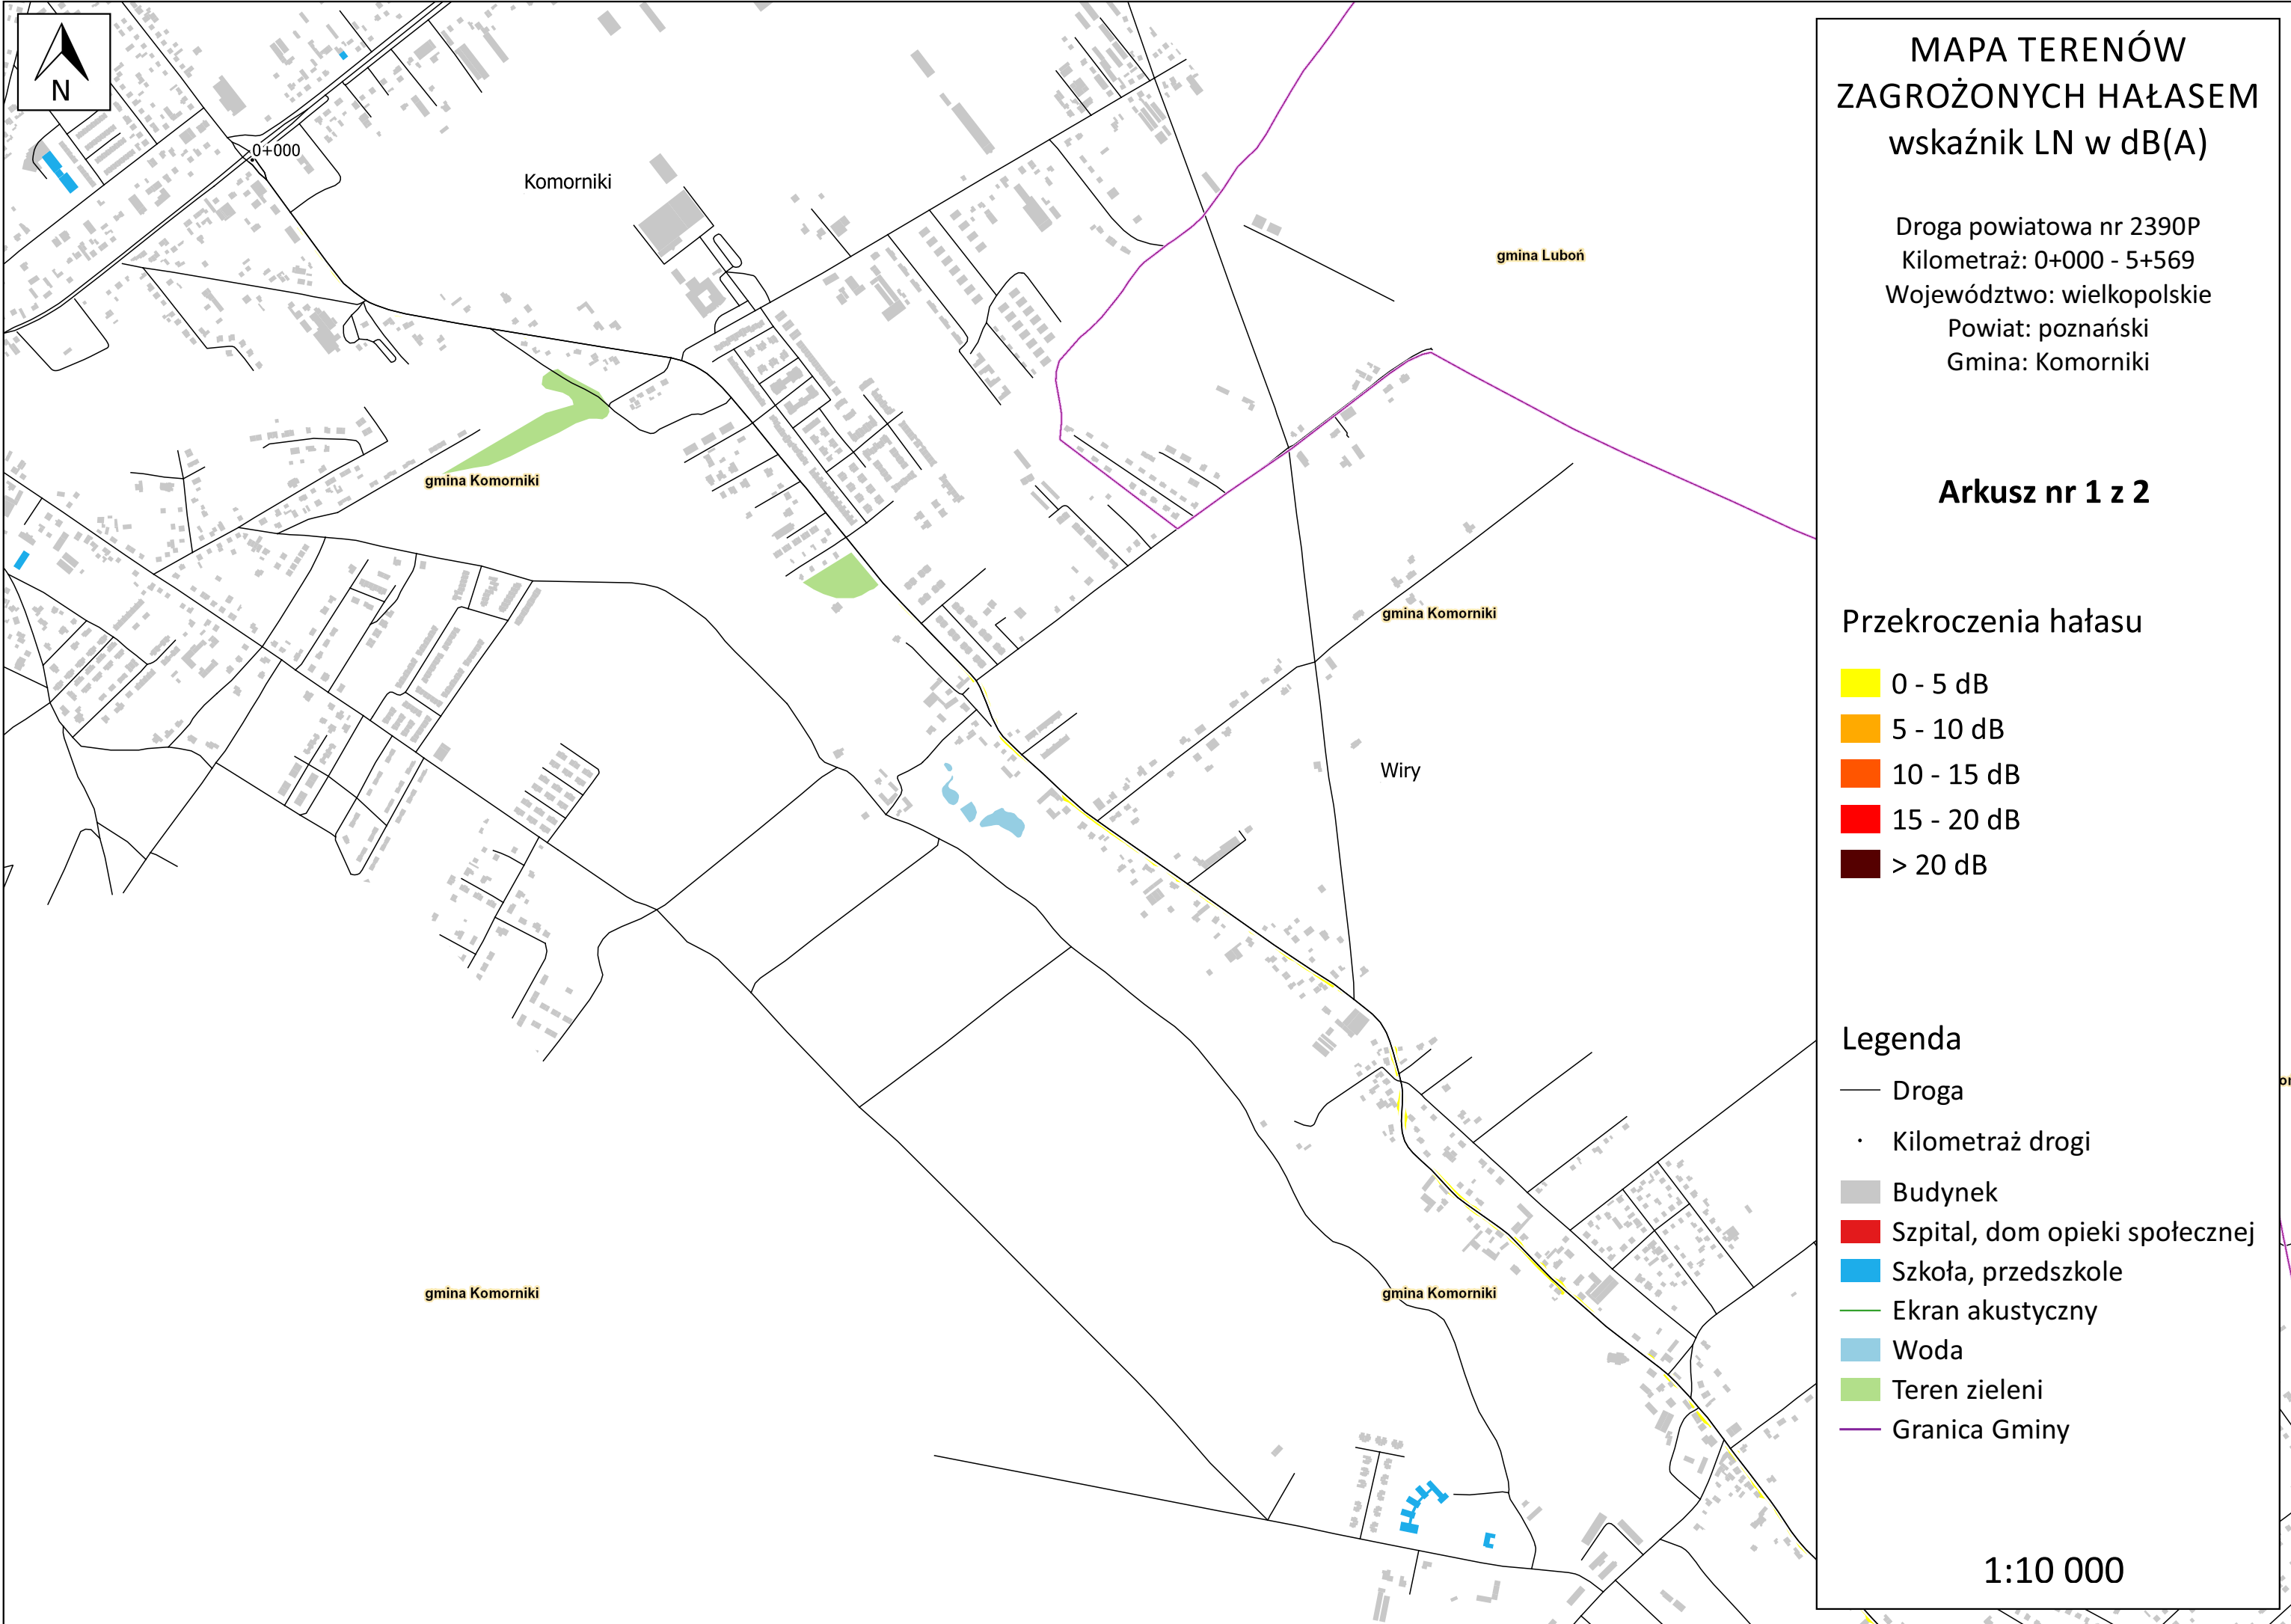 N
0+000
Komorniki
gmina Luboń
gmina Komorniki
gmina Komorniki
Wiry
gmina Komorniki
gmina Komorniki
MAPA TERENÓW
ZAGROŻONYCH HAŁASEM
wskaźnik LN w dB(A)
Droga powiatowa nr 2390P
Kilometraż: 0+000 - 5+569
Województwo: wielkopolskie
Powiat: poznański
Gmina: Komorniki
Arkusz nr 1 z 2
Przekroczenia hałasu
0 - 5 dB
5 - 10 dB
10 - 15 dB
15 - 20 dB
> 20 dB
Legenda
Droga
Kilometraż drogi
Budynek
Szpital, dom opieki społecznej
Szkoła, przedszkole
Ekran akustyczny
Woda
Teren zieleni
Granica Gminy
1:10 000